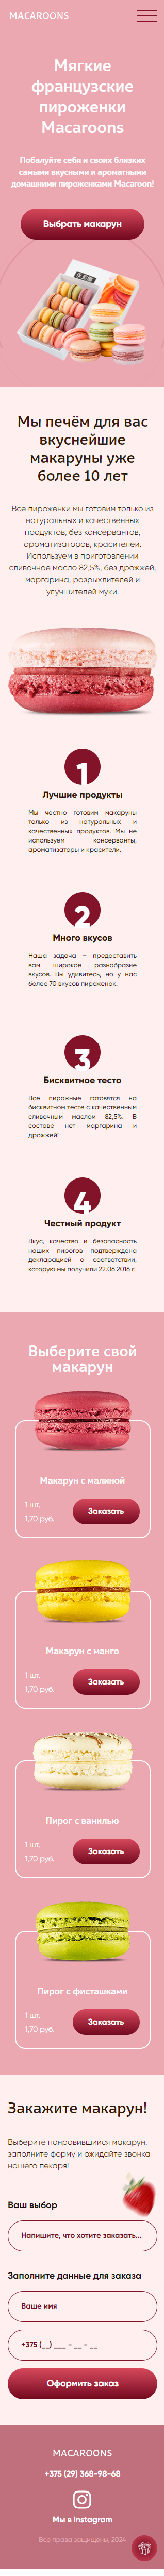 MACAROONS
Мягкие
французские
пироженки
Macaroons
Побалуйте себя и своих близких
самыми вкусными и ароматными
домашними пироженками Macaroon!
Выбрать макарун
Мы печём для вас
вкуснейшие
макаруны уже
более 10 лет
Все пироженки мы готовим только из
натуральных и качественных
продуктов, без консервантов,
ароматизаторов, красителей.
Используем в приготовлении
сливочное масло 82,5%, без дрожжей,
маргарина, разрыхлителей и
улучшителей муки.
1
Лучшие продукты
Мы честно готовим макаруны
только из натуральных и
качественных продуктов. Мы не
используем консерванты,
ароматизаторы и красители.
2
Много вкусов
Наша задача – предоставить
вам широкое разнобразие
вкусов. Вы удивитесь, но у нас
более 70 вкусов пироженок.
3
Бисквитное тесто
Все пирожные готовятся на
бисквитном тесте с качественным
сливочным маслом 82,5%. В
составе нет маргарина и
дрожжей!
4
Честный продукт
Вкус, качество и безопасность
наших пирогов подтверждена
декларацией о соответствии,
которую мы получили 22.06.2016 г.
Выберите свой
макарун
Макарун с малиной
1 шт.
1,70 руб.
Заказать
Макарун с манго
1 шт.
1,70 руб.
Заказать
Пирог с ванилью
1 шт.
1,70 руб.
Заказать
Пирог с фисташками
1 шт.
1,70 руб.
Заказать
Закажите макарун!
Выберите понравившийся макарун,
заполните форму и ожидайте звонка
нашего пекаря!
Ваш выбор
Напишите, что хотите заказать...
Заполните данные для заказа
Ваше имя
+375 (__) ___ - __ - __
Оформить заказ
MACAROONS
+375 (29) 368-98-68
Мы в Instagram
Все права защищены, 2024